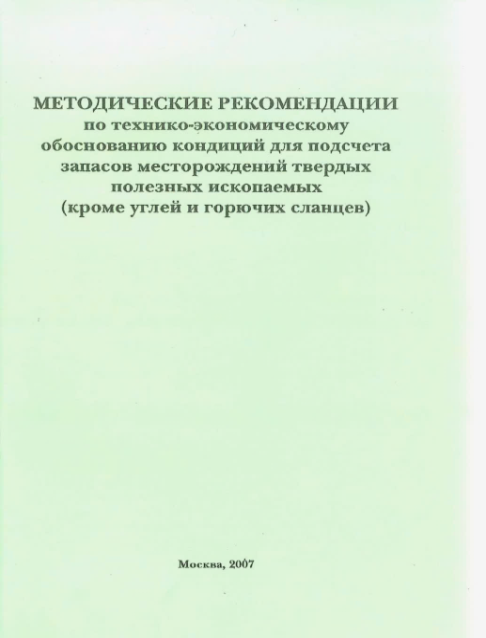 МЕТОДИЧЕСКИЕ РЕКОМЕНДАЦИИ
по технико-экономическому
обоснованию кондиций для подсчета
запасов месторождений твердых
полезных ископаемых
(кроме углей и горючих сланцев)
Москва, 2007